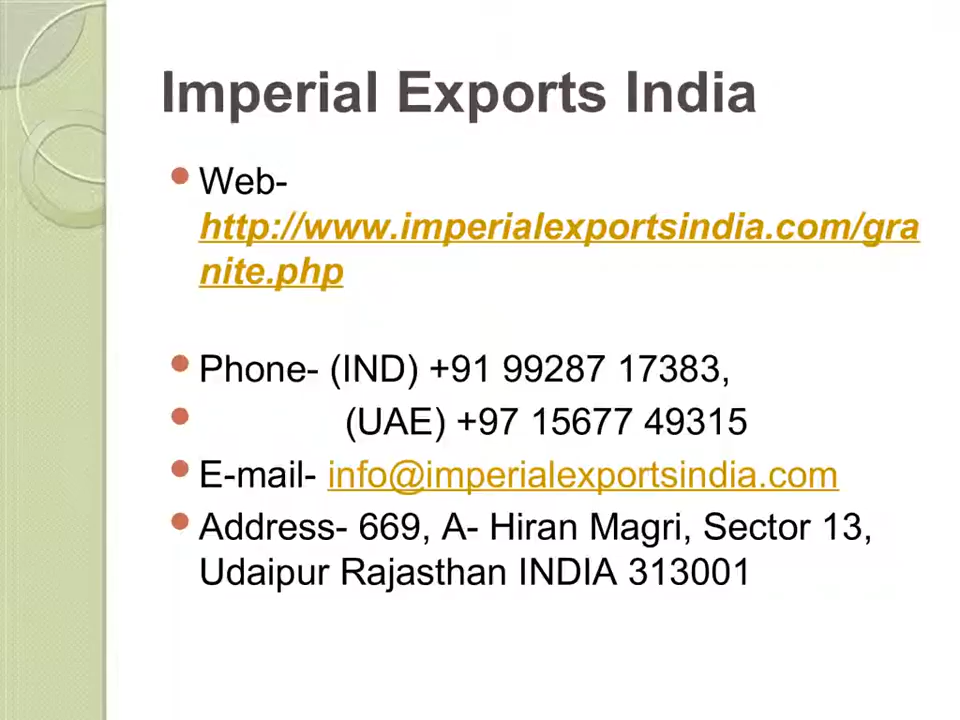 Imperial Exports India
Web-
http://www.imperialexportsindia.com/gra
nite.php
Phone- (IND) +91 99287 17383,
(UAE) +97 15677 49315
E-mail- info@imperialexportsindia.com
Address- 669, A- Hiran Magri, Sector 13,
Udaipur Rajasthan INDIA 313001